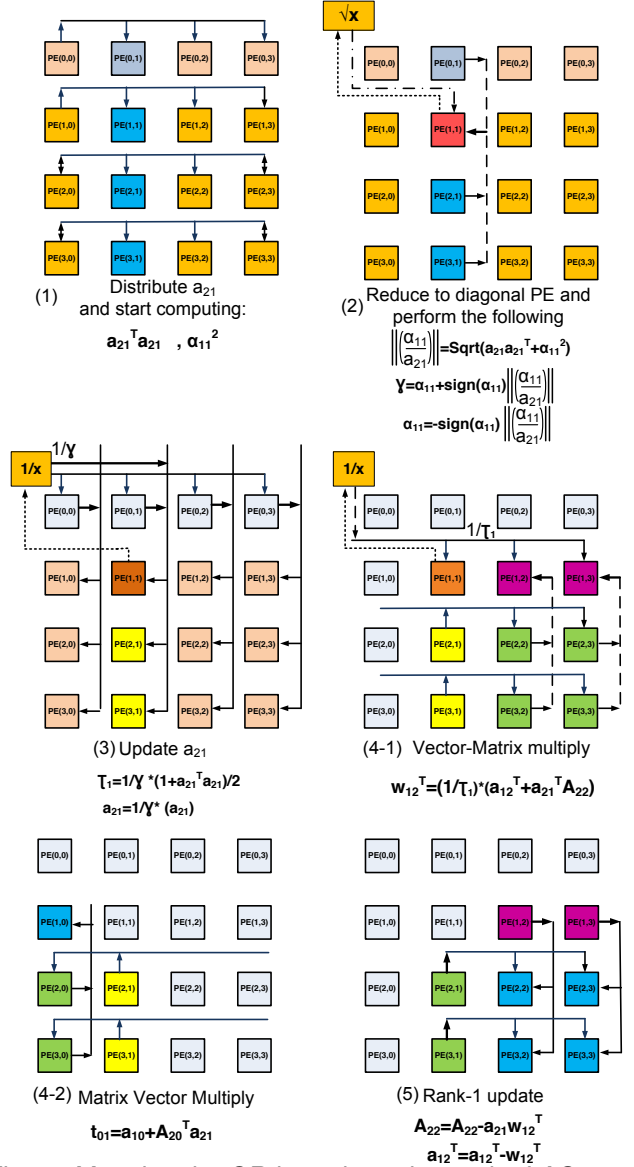 √x
PE(0,0) PE(0,1) PE(0,2) PE(0,3)
PE(1,0) PE(1,1) PE(1,2) PE(1,3)
PE(2,0) PE(2,1) PE(2,2) PE(2,3)
PE(3,0) PE(3,1) PE(3,2) PE(3,3)
(1) Distribute a₂₁
and start computing:
a₂₁ᵀa₂₁ , α₁₁²
PE(0,0) PE(0,1) PE(0,2) PE(0,3)
PE(1,0) PE(1,1) PE(1,2) PE(1,3)
PE(2,0) PE(2,1) PE(2,2) PE(2,3)
PE(3,0) PE(3,1) PE(3,2) PE(3,3)
(2) Reduce to diagonal PE and
perform the following
‖(α₁₁/a₂₁)‖=Sqrt(a₂₁a₂₁ᵀ+α₁₁²)
Ɣ=α₁₁+sign(α₁₁)‖(α₁₁/a₂₁)‖
α₁₁=-sign(α₁₁)‖(α₁₁/a₂₁)‖
1/x
1/Ɣ
PE(0,0) PE(0,1) PE(0,2) PE(0,3)
PE(1,0) PE(1,1) PE(1,2) PE(1,3)
PE(2,0) PE(2,1) PE(2,2) PE(2,3)
PE(3,0) PE(3,1) PE(3,2) PE(3,3)
(3) Update a₂₁
Ʈ₁=1/Ɣ *(1+a₂₁ᵀa₂₁)/2
a₂₁=1/Ɣ* (a₂₁)
1/x
PE(0,0) PE(0,1) PE(0,2) PE(0,3)
1/Ʈ₁
PE(1,0) PE(1,1) PE(1,2) PE(1,3)
PE(2,0) PE(2,1) PE(2,2) PE(2,3)
PE(3,0) PE(3,1) PE(3,2) PE(3,3)
(4-1) Vector-Matrix multiply
w₁₂ᵀ=(1/Ʈ₁)*(a₁₂ᵀ+a₂₁ᵀA₂₂)
PE(0,0) PE(0,1) PE(0,2) PE(0,3)
PE(1,0) PE(1,1) PE(1,2) PE(1,3)
PE(2,0) PE(2,1) PE(2,2) PE(2,3)
PE(3,0) PE(3,1) PE(3,2) PE(3,3)
(4-2) Matrix Vector Multiply
t₀₁=a₁₀+A₂₀ᵀa₂₁
PE(0,0) PE(0,1) PE(0,2) PE(0,3)
PE(1,0) PE(1,1) PE(1,2) PE(1,3)
PE(2,0) PE(2,1) PE(2,2) PE(2,3)
PE(3,0) PE(3,1) PE(3,2) PE(3,3)
(5) Rank-1 update
A₂₂=A₂₂-a₂₁w₁₂ᵀ
a₁₂ᵀ=a₁₂ᵀ-w₁₂ᵀ